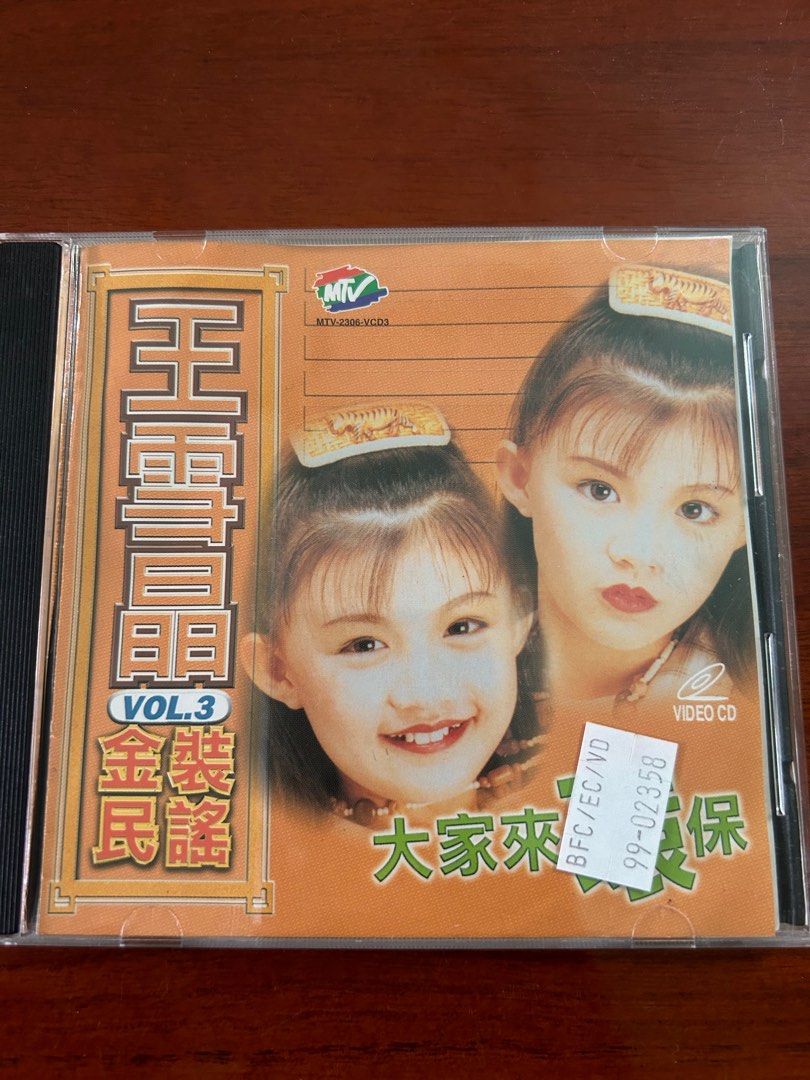 王雪晶
VOL.3
金裝
民謠
MTV
MTV-2306-VCD3
VIDEO CD
大家來
保
BFC/EC/VD
99-02358